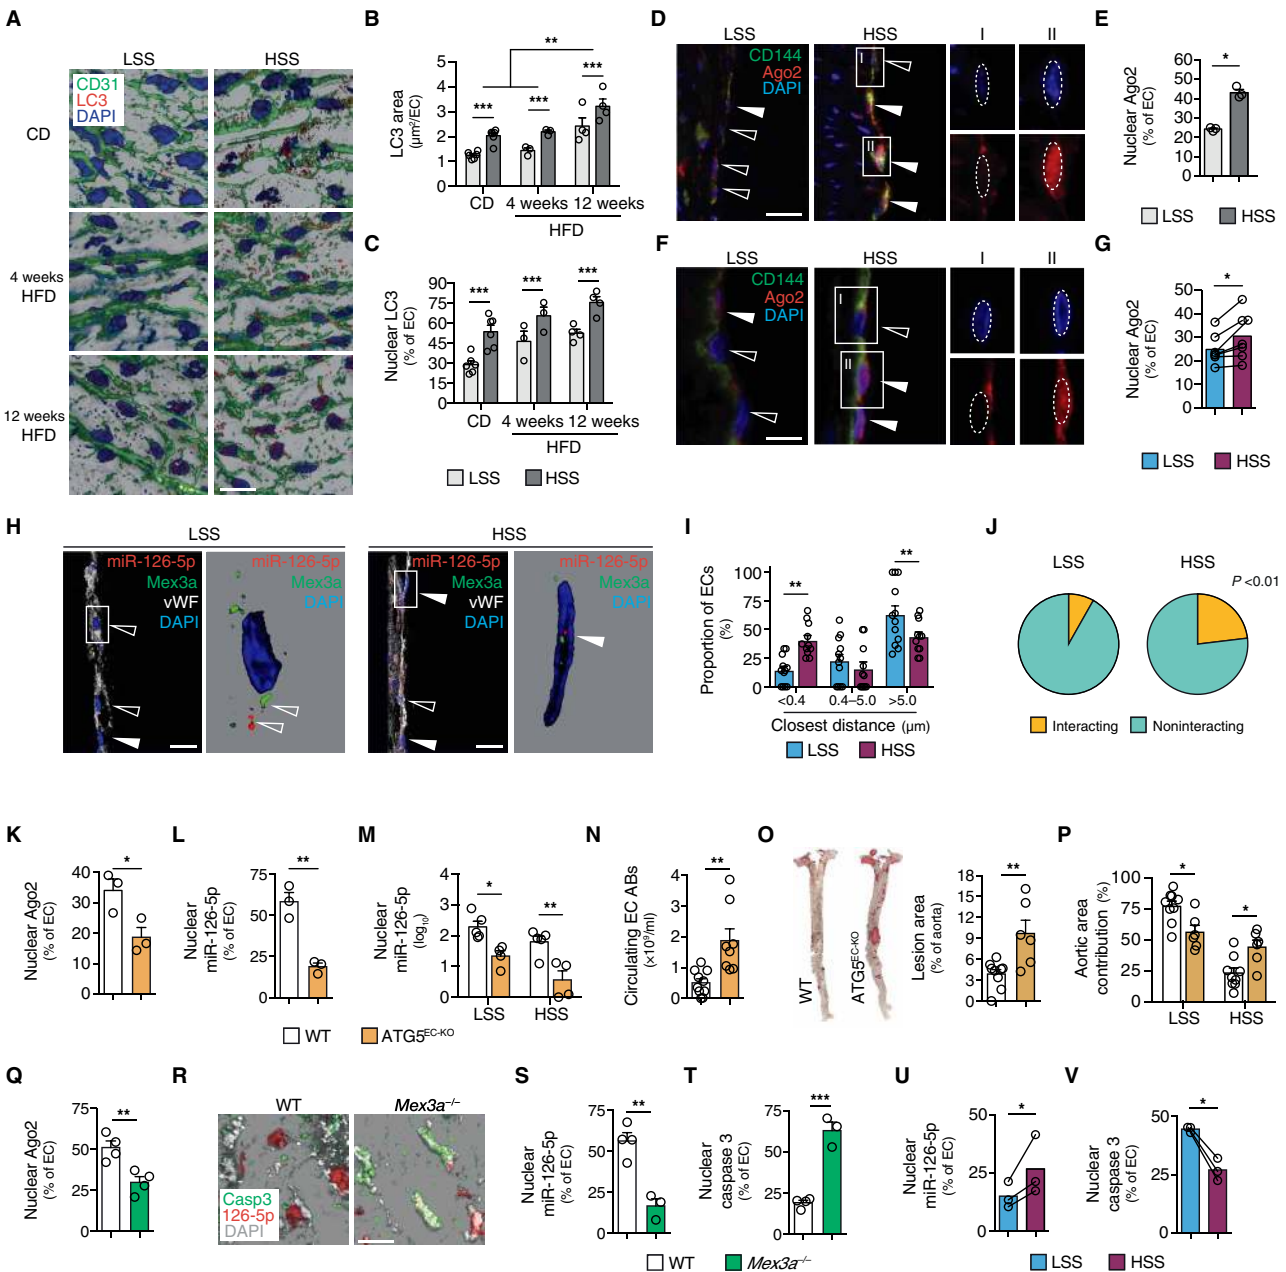 A
LSS
HSS
CD31
LC3
DAPI
CD
4 weeks
HFD
12 weeks
HFD
B
LC3 area
(µm²/EC)
5
4
3
2
1
0
***
***
***
**
CD
4 weeks
12 weeks
HFD
C
Nuclear LC3
(% of EC)
90
75
60
45
30
15
0
***
***
***
CD
4 weeks
12 weeks
HFD
LSS
HSS
D
LSS
HSS
I
II
CD144
Ago2
DAPI
I
II
E
Nuclear Ago2
(% of EC)
60
50
40
30
20
10
0
*
LSS
HSS
F
LSS
HSS
I
II
CD144
Ago2
DAPI
I
II
G
Nuclear Ago2
(% of EC)
50
40
30
20
10
0
*
LSS
HSS
H
LSS
HSS
miR-126-5p
Mex3a
vWF
DAPI
miR-126-5p
Mex3a
DAPI
miR-126-5p
Mex3a
vWF
DAPI
miR-126-5p
Mex3a
DAPI
I
Proportion of ECs
(%)
100
75
50
25
0
**
**
<0.4
0.4–5.0
>5.0
Closest distance (µm)
LSS
HSS
J
LSS
HSS
P <0.01
Interacting
Noninteracting
K
Nuclear Ago2
(% of EC)
40
30
20
10
0
*
L
Nuclear
miR-126-5p
(% of EC)
75
50
25
0
**
M
Nuclear
miR-126-5p
(log₁₀)
4
3
2
1
0
*
**
LSS
HSS
WT
ATG5ᴱᶜ⁻ᴷᴼ
N
Circulating EC ABs
(×10³/ml)
4
3
2
1
0
**
O
WT
ATG5ᴱᶜ⁻ᴷᴼ
Lesion area
(% of aorta)
18
15
12
9
6
3
0
**
P
Aortic area
contribution (%)
100
75
50
25
0
*
*
LSS
HSS
Q
Nuclear Ago2
(% of EC)
75
50
25
0
**
R
WT
Mex3a⁻/⁻
Casp3
126-5p
DAPI
S
Nuclear
miR-126-5p
(% of EC)
75
50
25
0
**
T
Nuclear
caspase 3
(% of EC)
75
50
25
0
***
WT
Mex3a⁻/⁻
U
Nuclear
miR-126-5p
(% of EC)
50
25
0
*
V
Nuclear
caspase 3
(% of EC)
50
25
0
*
LSS
HSS